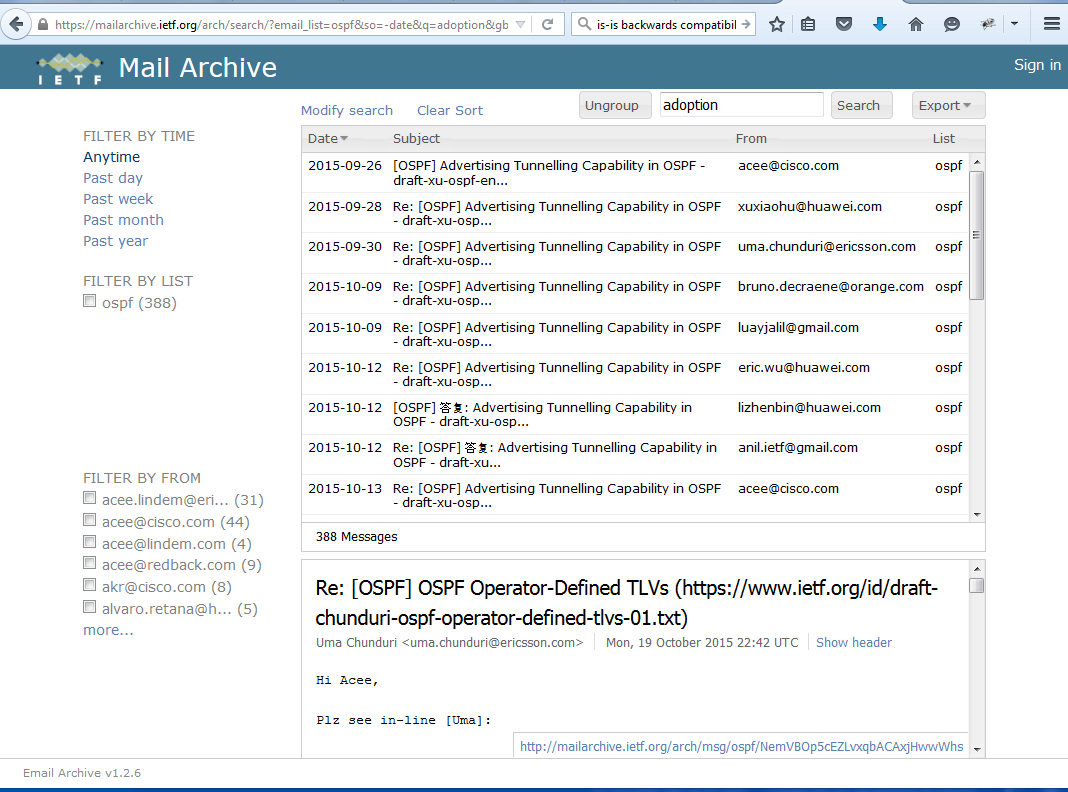 https://mailarchive.ietf.org/arch/search/?email_list=ospf&so=-date&q=adoption&gb
is-is backwards compatibil
IETF Mail Archive
Sign in
Modify search Clear Sort Ungroup adoption Search Export
FILTER BY TIME
Anytime
Past day
Past week
Past month
Past year
FILTER BY LIST
ospf (388)
FILTER BY FROM
acee.lindem@eri... (31)
acee@cisco.com (44)
acee@lindem.com (4)
acee@redback.com (9)
akr@cisco.com (8)
alvaro.retana@h... (5)
more...
Date Subject From List
2015-09-26 [OSPF] Advertising Tunnelling Capability in OSPF - acee@cisco.com ospf
draft-xu-ospf-en...
2015-09-28 Re: [OSPF] Advertising Tunnelling Capability in OSPF xuxiaohu@huawei.com ospf
- draft-xu-osp...
2015-09-30 Re: [OSPF] Advertising Tunnelling Capability in OSPF uma.chunduri@ericsson.com ospf
- draft-xu-osp...
2015-10-09 Re: [OSPF] Advertising Tunnelling Capability in OSPF bruno.decraene@orange.com ospf
- draft-xu-osp...
2015-10-09 Re: [OSPF] Advertising Tunnelling Capability in OSPF luayjalil@gmail.com ospf
- draft-xu-osp...
2015-10-12 Re: [OSPF] Advertising Tunnelling Capability in OSPF eric.wu@huawei.com ospf
- draft-xu-osp...
2015-10-12 [OSPF] 答复: Advertising Tunnelling Capability in lizhenbin@huawei.com ospf
OSPF - draft-xu-osp...
2015-10-12 Re: [OSPF] 答复: Advertising Tunnelling Capability in anil.ietf@gmail.com ospf
OSPF - draft-xu...
2015-10-13 Re: [OSPF] Advertising Tunnelling Capability in OSPF acee@cisco.com ospf
- draft-xu-osp...
388 Messages
Re: [OSPF] OSPF Operator-Defined TLVs (https://www.ietf.org/id/draft-
chunduri-ospf-operator-defined-tlvs-01.txt)
Uma Chunduri <uma.chunduri@ericsson.com> Mon, 19 October 2015 22:42 UTC Show header
Hi Acee,
Plz see in-line [Uma]:
http://mailarchive.ietf.org/arch/msg/ospf/NemVBOp5cEZLvxqbACAxjHwwWhs
Email Archive v1.2.6